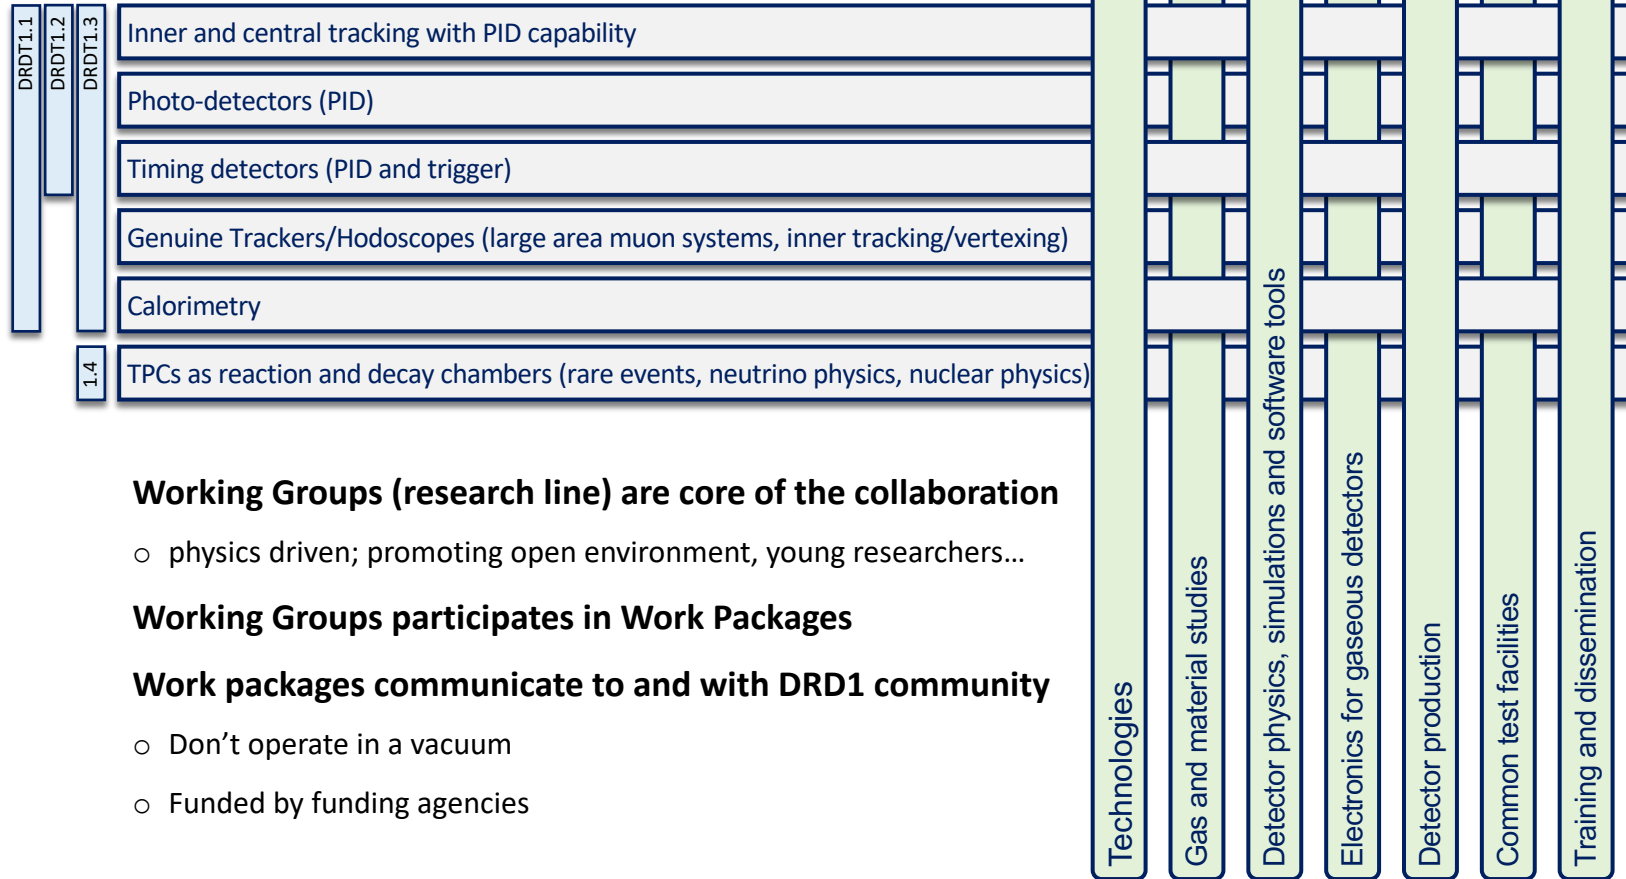 DRDT1.1
DRDT1.2
DRDT1.3
Inner and central tracking with PID capability
Photo-detectors (PID)
Timing detectors (PID and trigger)
Genuine Trackers/Hodoscopes (large area muon systems, inner tracking/vertexing)
Calorimetry
1.4
TPCs as reaction and decay chambers (rare events, neutrino physics, nuclear physics)
Working Groups (research line) are core of the collaboration
○ physics driven; promoting open environment, young researchers…
Working Groups participates in Work Packages
Work packages communicate to and with DRD1 community
○ Don’t operate in a vacuum
○ Funded by funding agencies
Technologies
Gas and material studies
Detector physics, simulations and software tools
Electronics for gaseous detectors
Detector production
Common test facilities
Training and dissemination